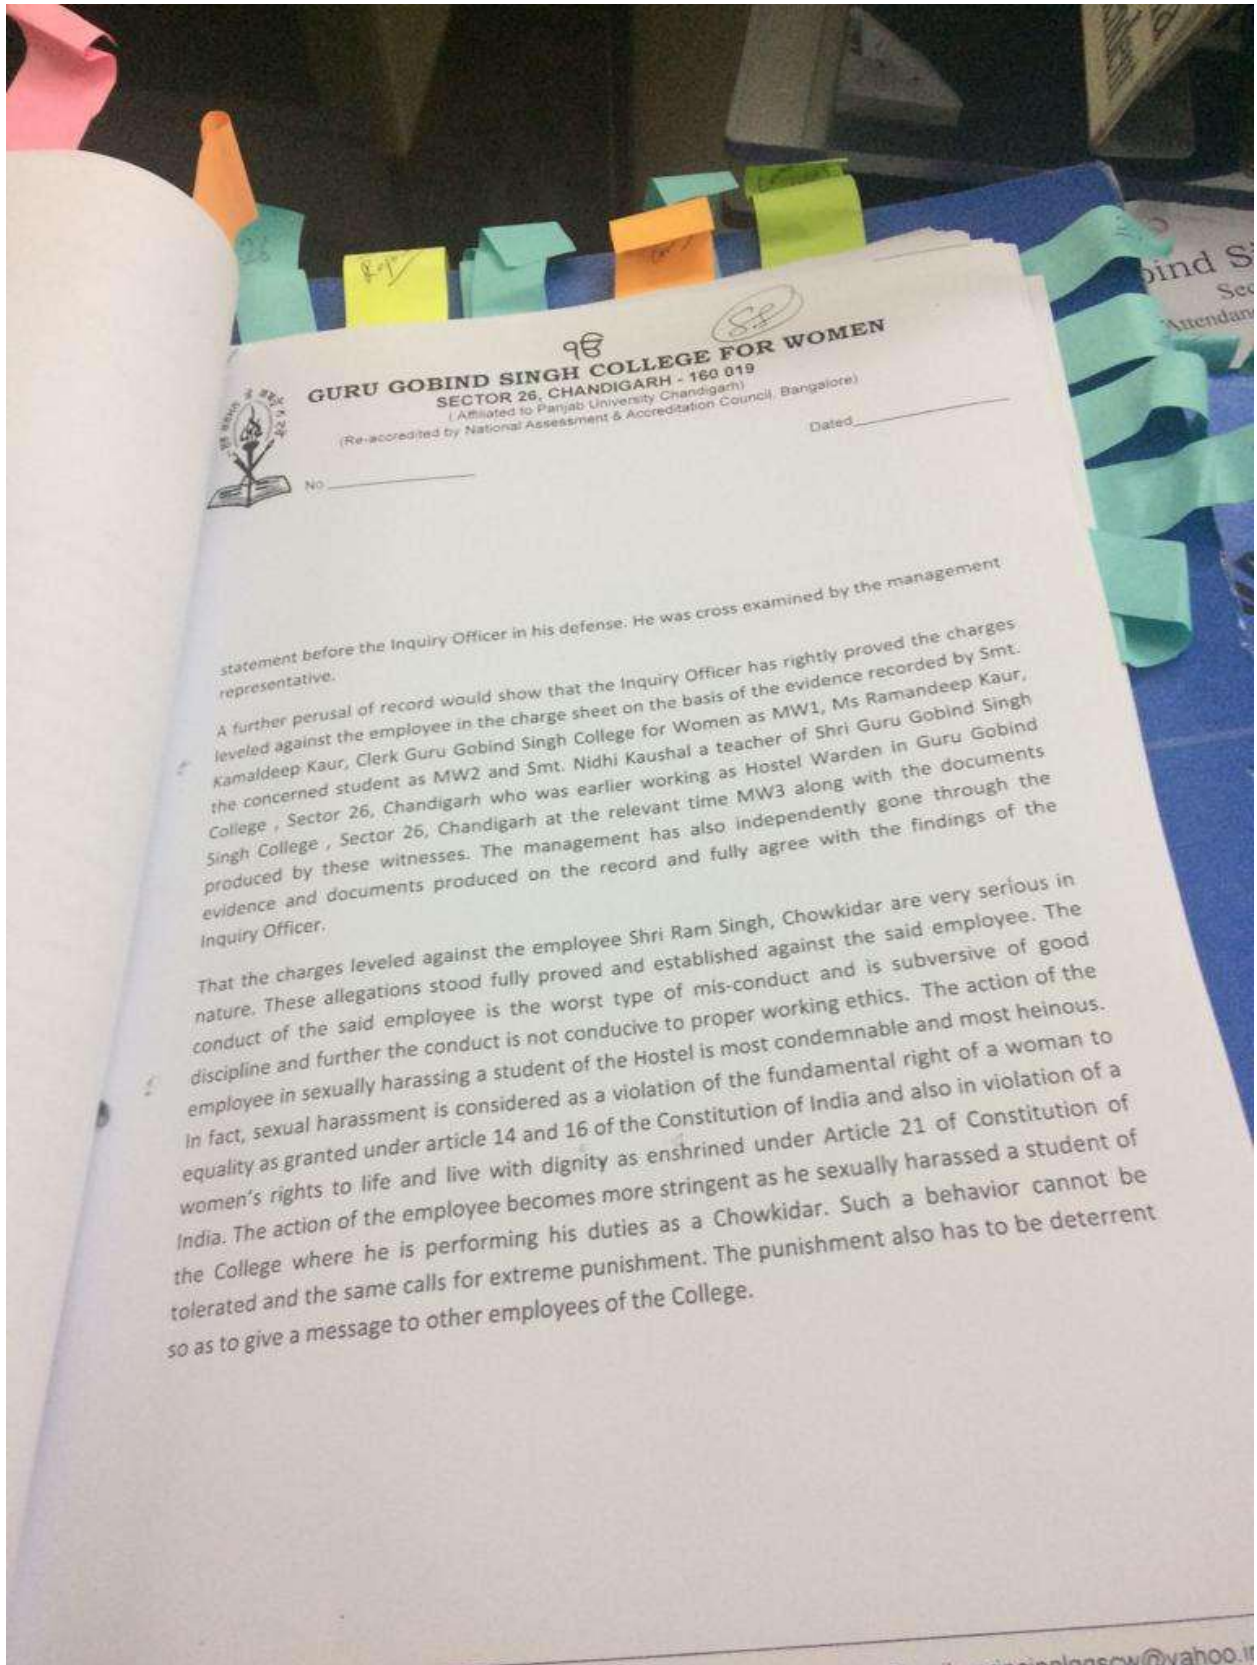 26
ੴ
GURU GOBIND SINGH COLLEGE FOR WOMEN
SECTOR 26, CHANDIGARH - 160 019
( Affiliated to Panjab University Chandigarh)
(Re-accredited by National Assessment & Accreditation Council, Bangalore)
No
Dated
statement before the Inquiry Officer in his defense. He was cross examined by the management
representative.
A further perusal of record would show that the Inquiry Officer has rightly proved the charges
leveled against the employee in the charge sheet on the basis of the evidence recorded by Smt.
Kamaldeep Kaur, Clerk Guru Gobind Singh College for Women as MW1, Ms Ramandeep Kaur,
the concerned student as MW2 and Smt. Nidhi Kaushal a teacher of Shri Guru Gobind Singh
College , Sector 26, Chandigarh who was earlier working as Hostel Warden in Guru Gobind
Singh College , Sector 26, Chandigarh at the relevant time MW3 along with the documents
produced by these witnesses. The management has also independently gone through the
evidence and documents produced on the record and fully agree with the findings of the
Inquiry Officer.
That the charges leveled against the employee Shri Ram Singh, Chowkidar are very serious in
nature. These allegations stood fully proved and established against the said employee. The
conduct of the said employee is the worst type of mis-conduct and is subversive of good
discipline and further the conduct is not conducive to proper working ethics. The action of the
employee in sexually harassing a student of the Hostel is most condemnable and most heinous.
In fact, sexual harassment is considered as a violation of the fundamental right of a woman to
equality as granted under article 14 and 16 of the Constitution of India and also in violation of a
women's rights to life and live with dignity as enshrined under Article 21 of Constitution of
India. The action of the employee becomes more stringent as he sexually harassed a student of
the College where he is performing his duties as a Chowkidar. Such a behavior cannot be
tolerated and the same calls for extreme punishment. The punishment also has to be deterrent
so as to give a message to other employees of the College.
@yahoo.in
bind S
Sec
Attendan